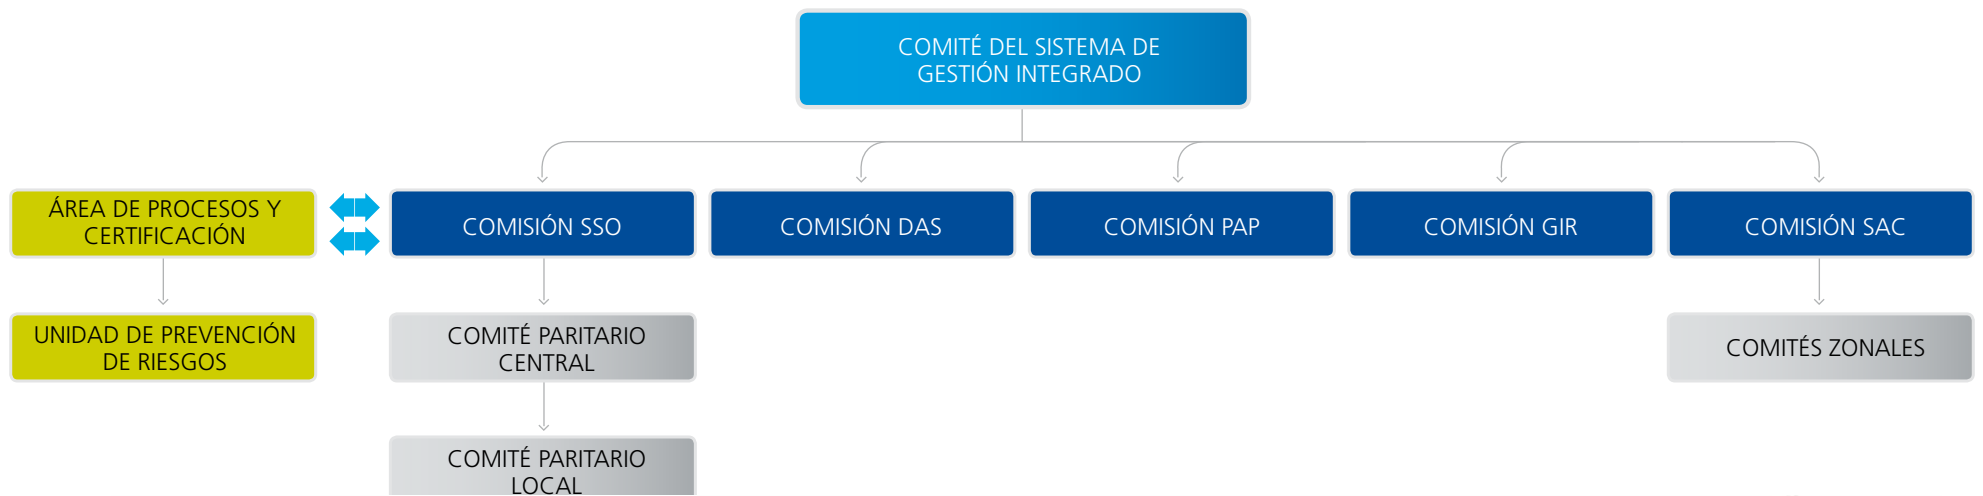 COMITÉ DEL SISTEMA DE
GESTIÓN INTEGRADO
ÁREA DE PROCESOS Y
CERTIFICACIÓN
COMISIÓN SSO
COMISIÓN DAS
COMISIÓN PAP
COMISIÓN GIR
COMISIÓN SAC
UNIDAD DE PREVENCIÓN
DE RIESGOS
COMITÉ PARITARIO
CENTRAL
COMITÉS ZONALES
COMITÉ PARITARIO
LOCAL